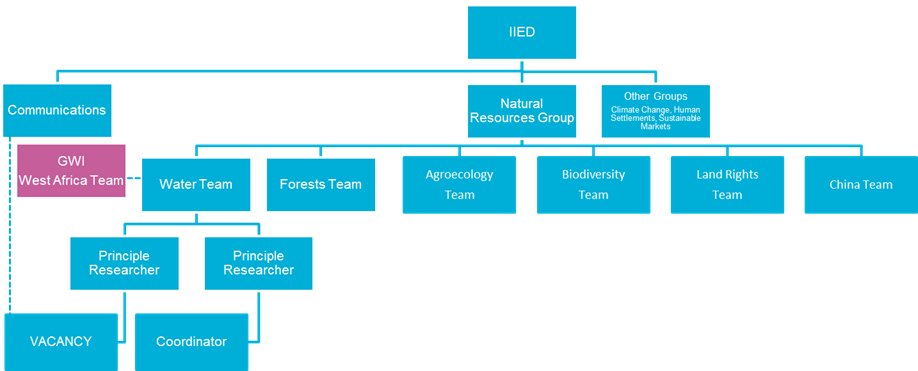 IIED
Communications
Natural
Resources Group
Other Groups
Climate Change, Human
Settlements, Sustainable
Markets
GWI
West Africa Team
Water Team
Forests Team
Agroecology
Team
Biodiversity
Team
Land Rights
Team
China Team
Principle
Researcher
Principle
Researcher
VACANCY
Coordinator